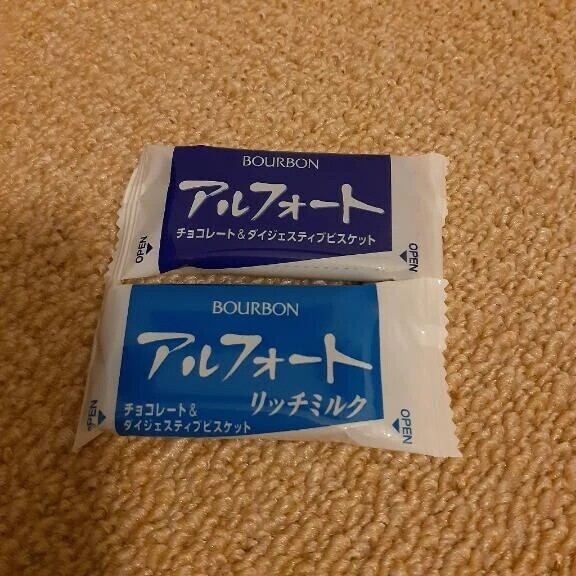 BOURBON
アルフォート
チョコレート&ダイジェスティブビスケット
OPEN
OPEN
BOURBON
アルフォート
リッチミルク
チョコレート&
ダイジェスティブビスケット
OPEN
OPEN